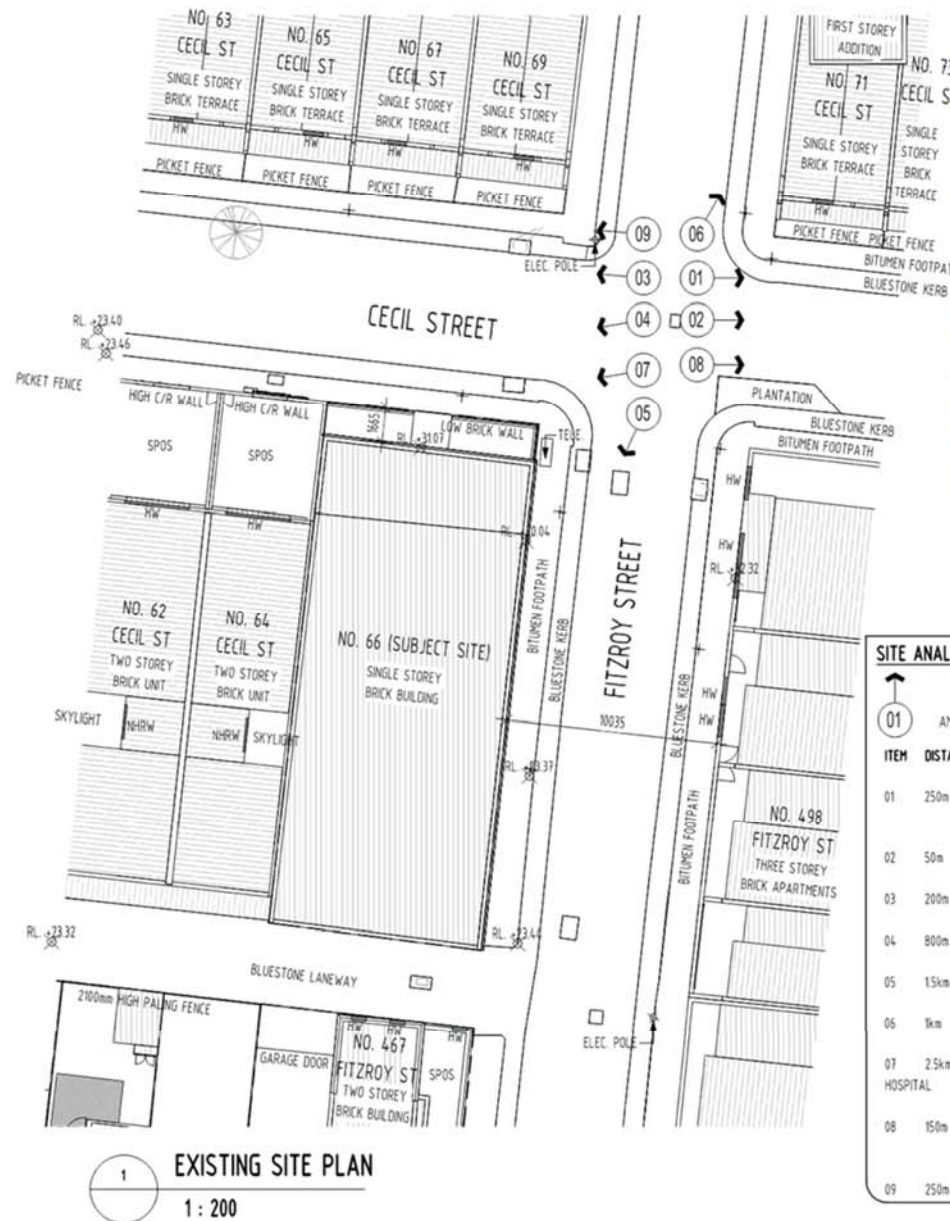 NO. 63
CECIL ST
SINGLE STOREY
BRICK TERRACE
HW
PICKET FENCE
NO. 65
CECIL ST
SINGLE STOREY
BRICK TERRACE
HW
PICKET FENCE
NO. 67
CECIL ST
SINGLE STOREY
BRICK TERRACE
HW
PICKET FENCE
NO. 69
CECIL ST
SINGLE STOREY
BRICK TERRACE
HW
PICKET FENCE
FIRST STOREY
ADDITION
NO. 71
CECIL ST
SINGLE STOREY
BRICK TERRACE
HW
PICKET FENCE
CECIL S
SINGLE
STOREY
BRICK
TERRACE
PICKET FENCE
BITUMEN FOOTPA
BLUESTONE KERB
09
06
ELEC. POLE
03
01
04
02
07
08
05
CECIL STREET
RL. +23.40
RL. +23.46
PICKET FENCE
HIGH C/R WALL
HIGH C/R WALL
SPOS
SPOS
1665
LOW BRICK WALL
TELE.
PLANTATION
BLUESTONE KERB
BITUMEN FOOTPATH
HW
HW
HW
HW
HW
HW
BITUMEN FOOTPATH
BLUESTONE KERB
FITZROY STREET
NO. 62
CECIL ST
TWO STOREY
BRICK UNIT
NO. 64
CECIL ST
TWO STOREY
BRICK UNIT
NO. 66 (SUBJECT SITE)
SINGLE STOREY
BRICK BUILDING
SKYLIGHT
NHRW
NHRW
SKYLIGHT
10035
BLUESTONE KERB
BITUMEN FOOTPATH
NO. 498
FITZROY ST
THREE STOREY
BRICK APARTMENTS
RL. +23.32
BLUESTONE LANEWAY
2100mm HIGH PALING FENCE
GARAGE DOOR
HW
HW
HW
NO. 467
FITZROY ST
TWO STOREY
BRICK BUILDING
SPOS
ELEC. POLE
SITE ANAL
01
ITEM DISTA
01 250m
02 50m
03 200m
04 800m
05 1.5km
06 1km
07 2.5km
HOSPITAL
08 150m
09 250m
1
EXISTING SITE PLAN
1 : 200